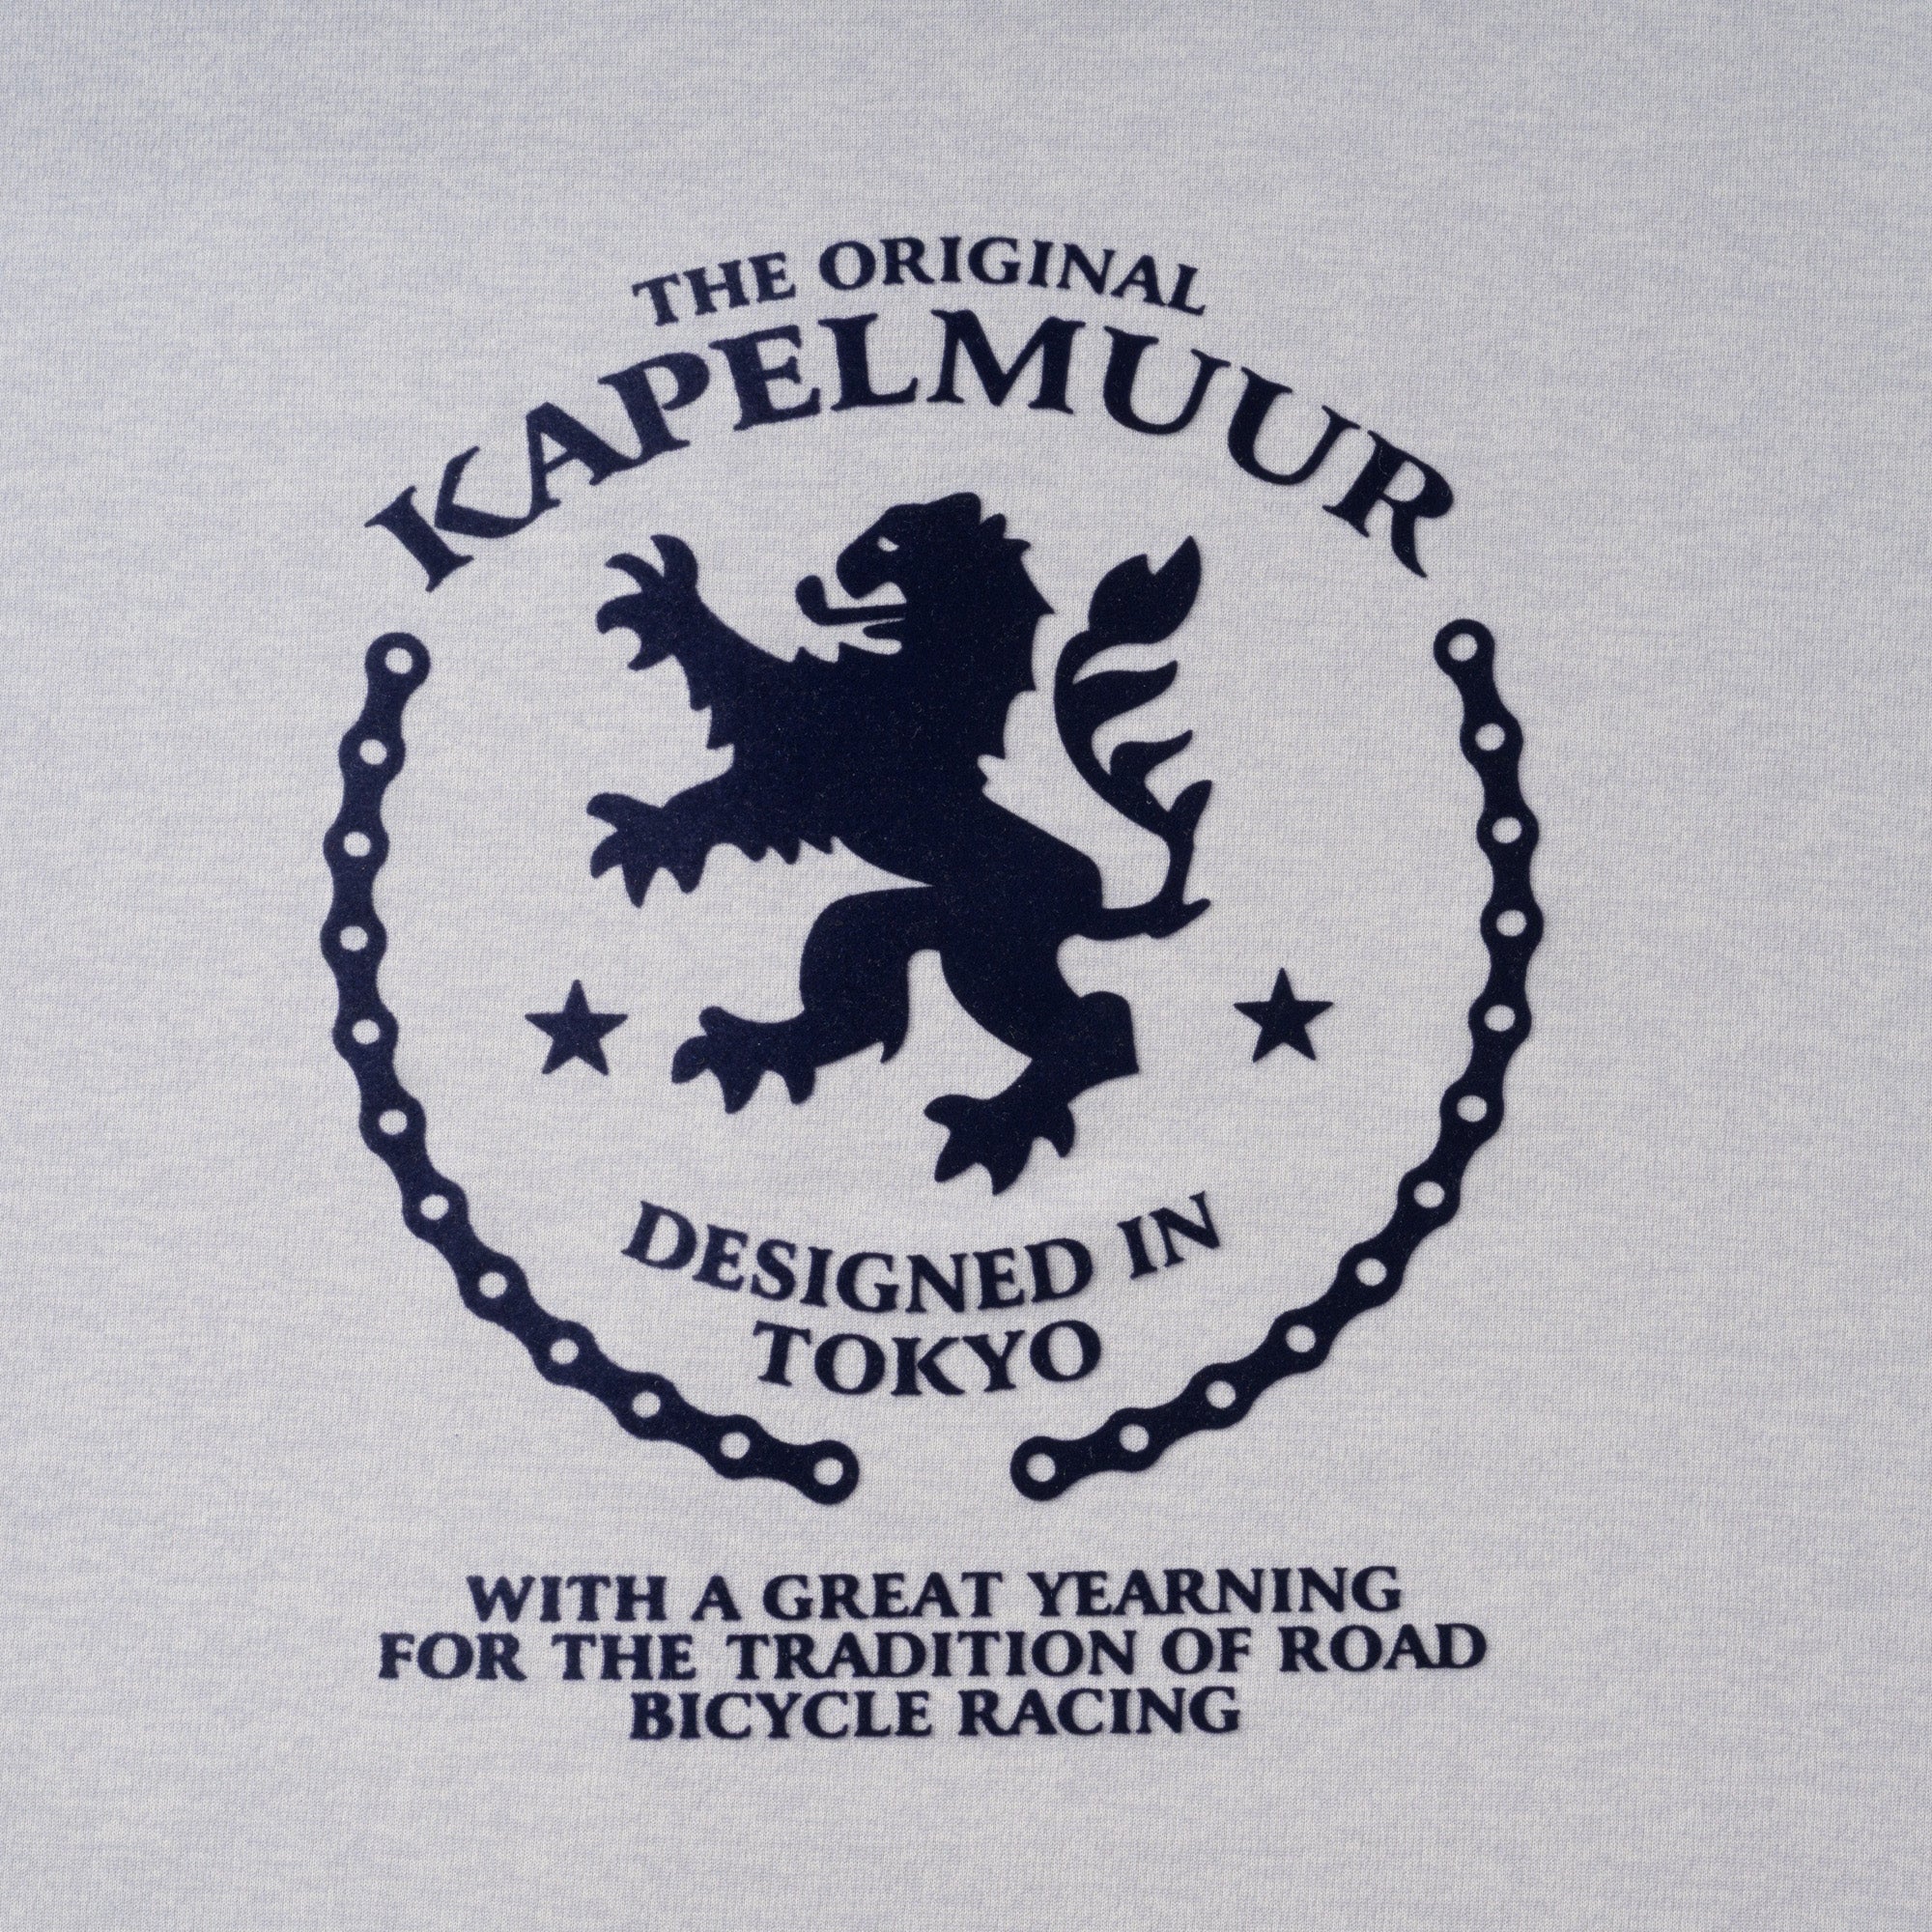 THE ORIGINAL
KAPELMUUR
DESIGNED IN
TOKYO
WITH A GREAT YEARNING
FOR THE TRADITION OF ROAD
BICYCLE RACING